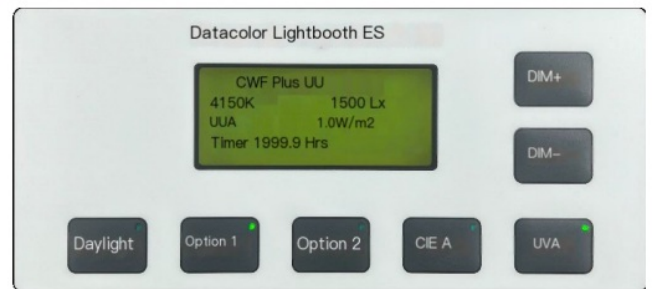 Datacolor Lightbooth ES
CWF Plus UU
4150K 1500 Lx
UUA 1.0W/m2
Timer 1999.9 Hrs
DIM+
DIM–
Daylight
Option 1
Option 2
CIE A
UVA